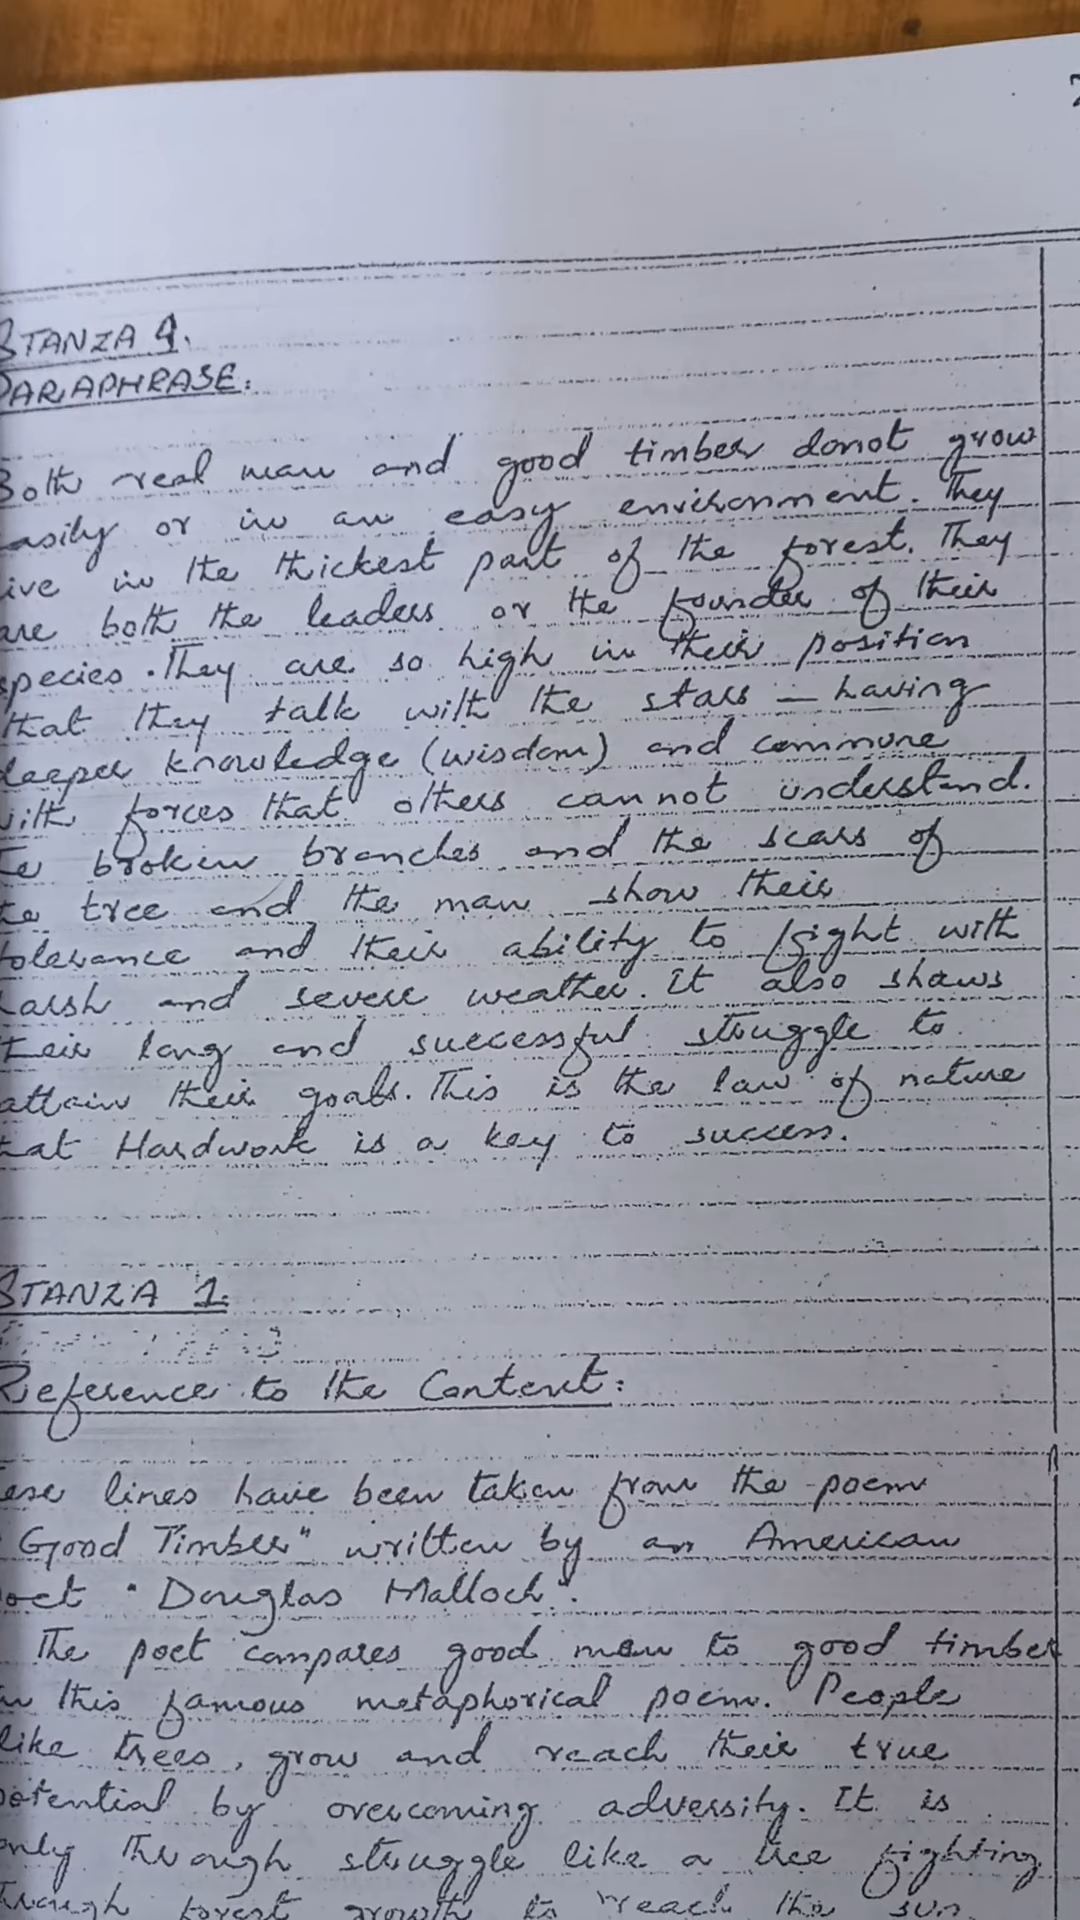 STANZA 4.
PARAPHRASE:
Both real man and good timber donot grow
easily or in an easy environment. They
live in the thickest part of the forest. They
are both the leaders or the founder of their
species. They are so high in their position
that they talk with the stars — having
deeper knowledge (wisdom) and commune
with forces that others cannot understand.
The broken branches and the scars of
the tree and the man show their
tolerance and their ability to fight with
harsh and severe weather. It also shows
their long and successful struggle to
attain their goals. This is the law of nature
that Hardwork is a key to success.
STANZA 1.
Reference to the Context:
These lines have been taken from the poem
Good Timber" written by an American
poet "Douglas Malloch".
The poet compares good man to good timber
in this famous metaphorical poem. People
like trees, grow and reach their true
potential by overcoming adversity. It is
only through struggle like a tree fighting
through forest growth to reach the sun